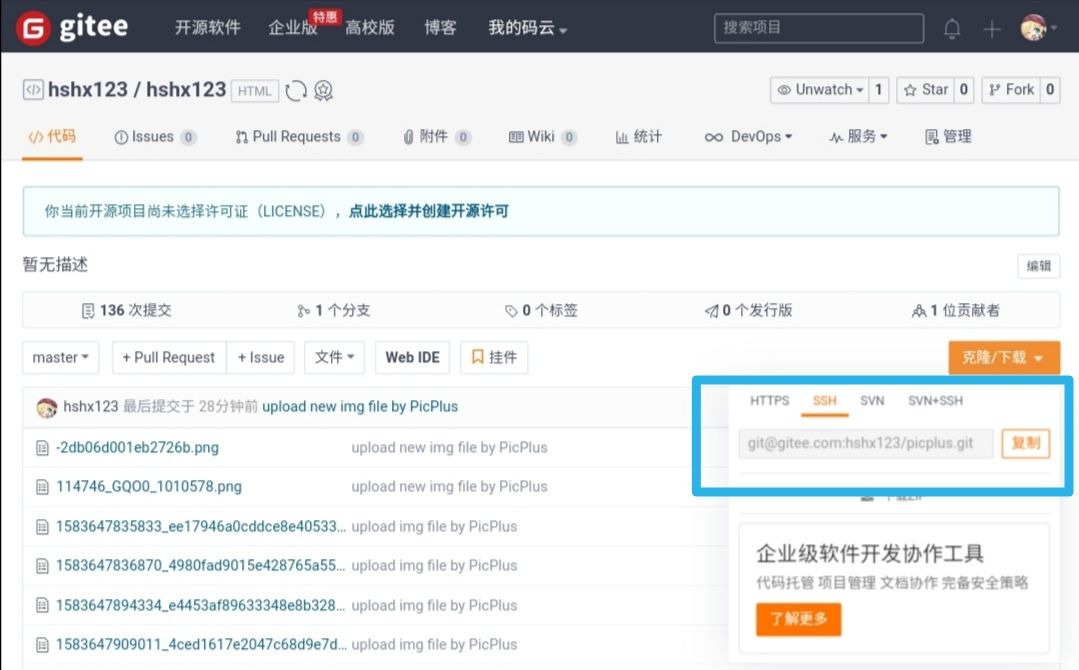 gitee 开源软件 企业版 特惠 高校版 博客 我的码云 搜索项目
hshx123 / hshx123 HTML Unwatch 1 Star 0 Fork 0
代码 Issues 0 Pull Requests 0 附件 0 Wiki 0 统计 DevOps 服务 管理
你当前开源项目尚未选择许可证（LICENSE），点此选择并创建开源许可
暂无描述 编辑
136 次提交 1 个分支 0 个标签 0 个发行版 1 位贡献者
master + Pull Request + Issue 文件 Web IDE 挂件 克隆/下载
HTTPS SSH SVN SVN+SSH
hshx123 最后提交于 28分钟前 upload new img file by PicPlus
git@gitee.com:hshx123/picplus.git 复制
-2db06d001eb2726b.png upload new img file by PicPlus
114746_GQO0_1010578.png upload new img file by PicPlus
1583647835833_ee17946a0cddce8e40533... upload img file by PicPlus
1583647836870_4980fad9015e428765a55... upload img file by PicPlus
1583647894334_e4453af89633348e8b328... upload img file by PicPlus
1583647909011_4ced1617e2047c68d9e7d... upload img file by PicPlus
企业级软件开发协作工具
代码托管 项目管理 文档协作 完备安全策略
了解更多